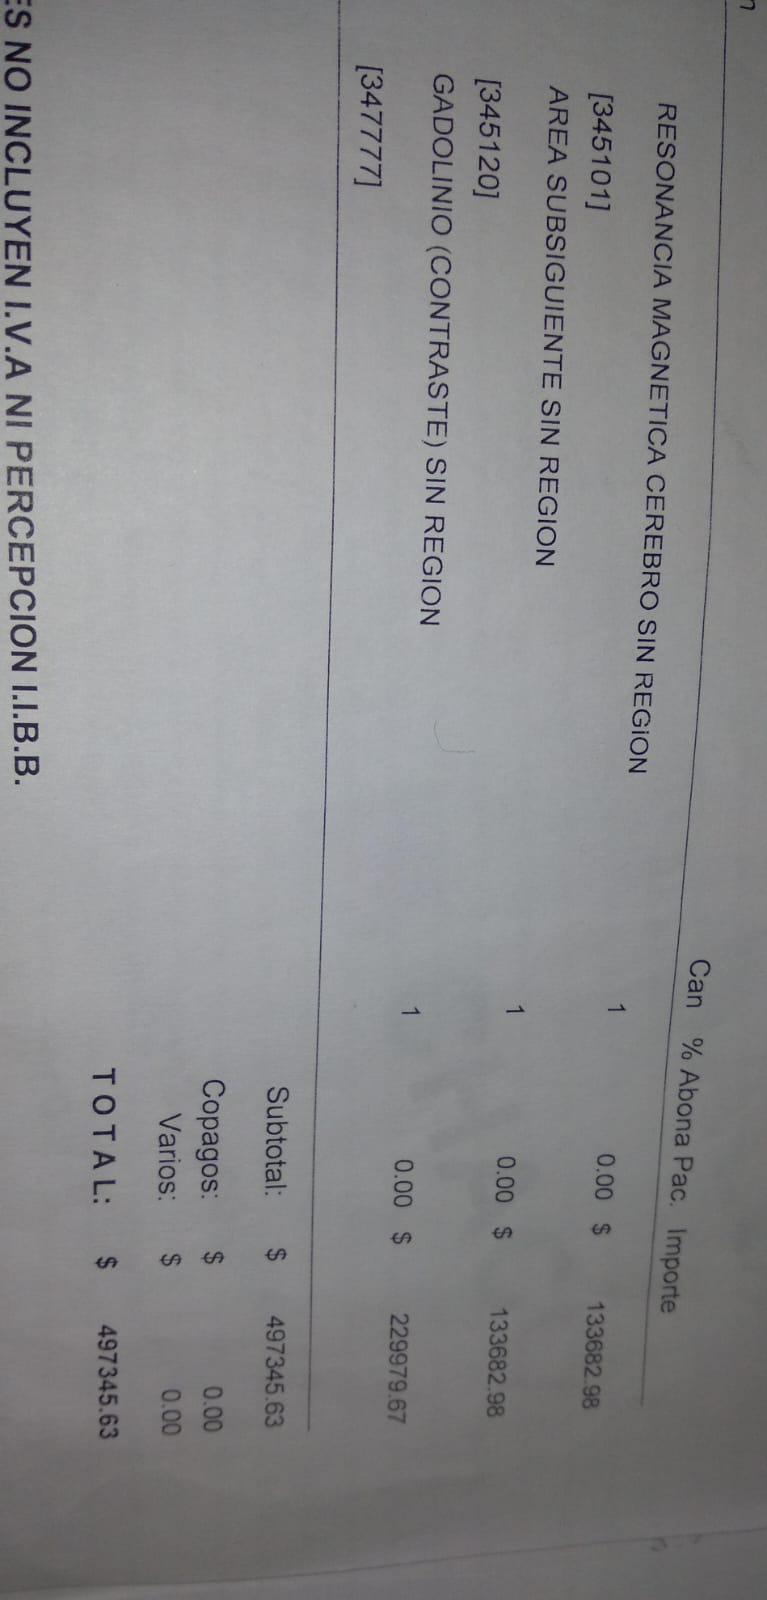 Can % Abona Pac. Importe
RESONANCIA MAGNETICA CEREBRO SIN REGION 1 0.00 $ 133682.98
[345101]
AREA SUBSIGUIENTE SIN REGION 1 0.00 $ 133682.98
[345120]
GADOLINIO (CONTRASTE) SIN REGION 1 0.00 $ 229979.67
[347777]
Subtotal: $ 497345.63
Copagos: $ 0.00
Varios: $ 0.00
T O T A L: $ 497345.63
NO INCLUYEN I.V.A NI PERCEPCION I.I.B.B.